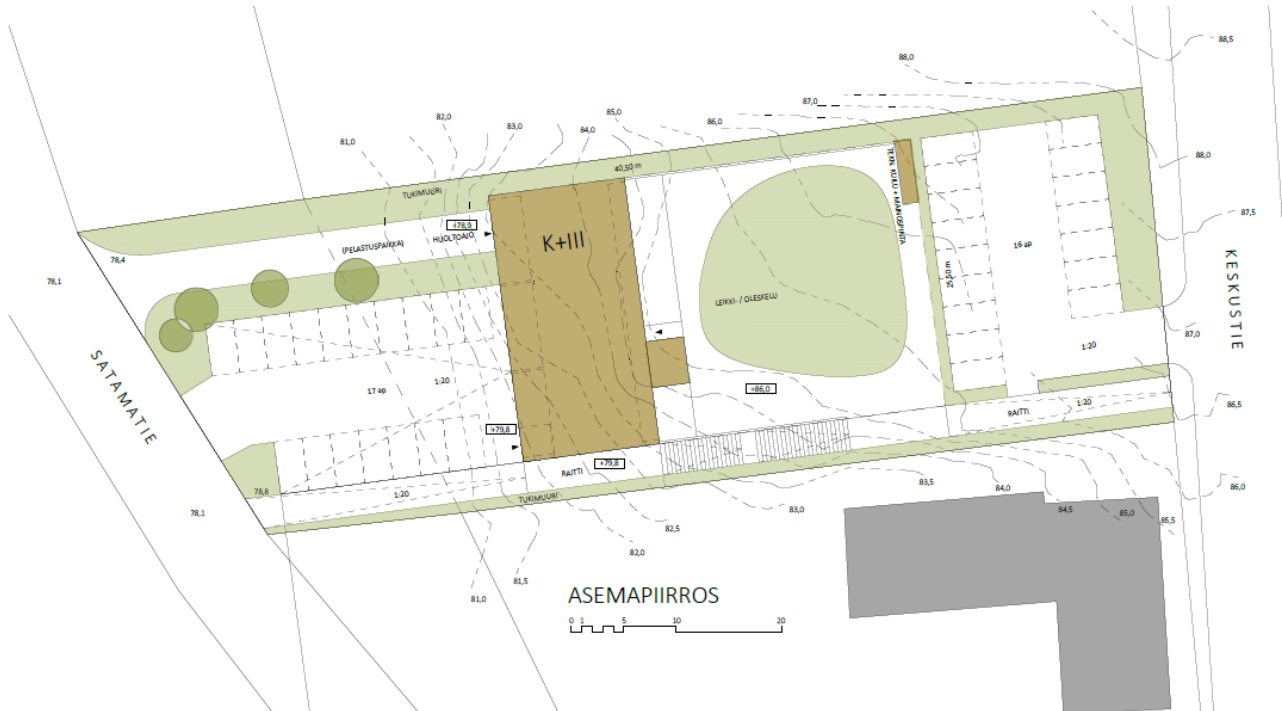 88,5
88,0
87,0
86,0
85,0
84,0
83,0
82,0
81,0
40,50 m
TUKIMUURI
+78,9
HUOLTOAJO
(PELASTUSPAIKKA)
78,4
78,1
K+III
TEKN. KUILU + MAINOSPINTA
16 ap
25,50 m
88,0
87,5
KESKUSTIE
LEIKKI- / OLESKELU
87,0
1:20
SATAMATIE
17 ap
1:20
+86,0
1:20
86,5
RAITTI
+79,8
+79,8
RAITTI
78,8
1:20
TUKIMUURI
78,1
83,5
84,0
84,5
85,0
85,5
86,0
83,0
82,5
82,0
81,5
81,0
ASEMAPIIRROS
0 1 5 10 20